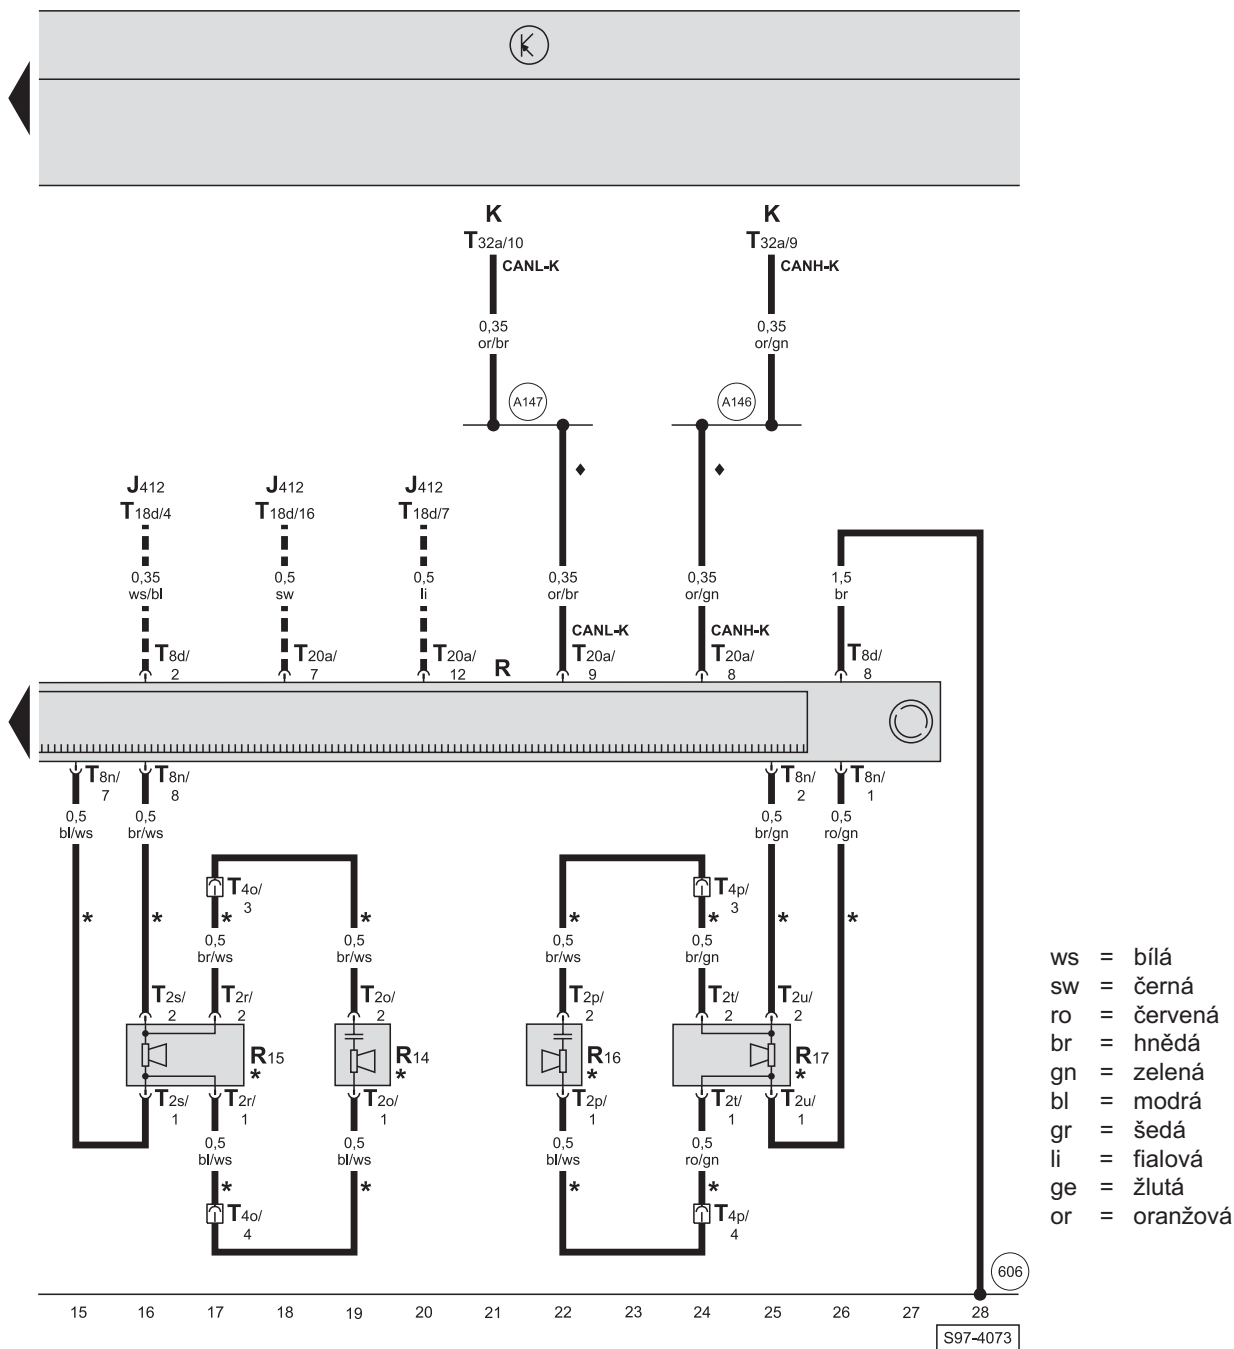 K K
T32a/10 T32a/9
CANL-K CANH-K
0,35 0,35
or/br or/gn
A147 A146
J412 J412 J412
T18d/4 T18d/16 T18d/7
0,35 0,5 0,5 0,35 0,35 1,5
ws/bl sw li or/br or/gn br
CANL-K CANH-K
T8d/ T20a/ T20a/ R T20a/ T20a/ T8d/
2 7 12 9 8 8
T8n/ T8n/ T8n/ T8n/
7 8 2 1
0,5 0,5 0,5 0,5
bl/ws br/ws br/gn ro/gn
T4o/ T4p/
3 3
* * * * * * * *
0,5 0,5 0,5 0,5
br/ws br/ws br/ws br/gn
T2s/ T2r/ T2o/ T2p/ T2t/ T2u/
2 2 2 2 2 2
R15 R14 R16 R17
* * * *
T2s/ T2r/ T2o/ T2p/ T2t/ T2u/
1 1 1 1 1 1
0,5 0,5 0,5 0,5
bl/ws bl/ws bl/ws ro/gn
* * * *
T4o/ T4p/
4 4
ws = bílá
sw = černá
ro = červená
br = hnědá
gn = zelená
bl = modrá
gr = šedá
li = fialová
ge = žlutá
or = oranžová
606
15 16 17 18 19 20 21 22 23 24 25 26 27 28
S97-4073